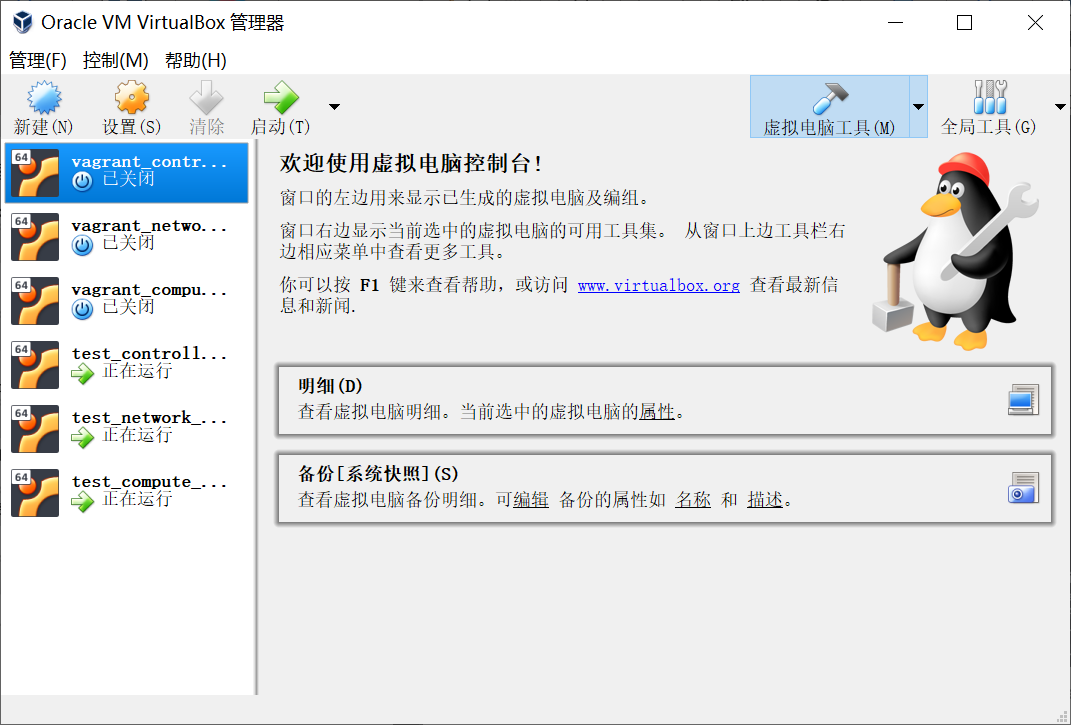 Oracle VM VirtualBox 管理器
管理(F) 控制(M) 帮助(H)
新建(N) 设置(S) 清除 启动(T) 虚拟电脑工具(M) 全局工具(G)
64 vagrant_contr...
已关闭
64 vagrant_netwo...
已关闭
64 vagrant_compu...
已关闭
64 test_controll...
正在运行
64 test_network_...
正在运行
64 test_compute_...
正在运行
欢迎使用虚拟电脑控制台!
窗口的左边用来显示已生成的虚拟电脑及编组。
窗口右边显示当前选中的虚拟电脑的可用工具集。 从窗口上边工具栏右
边相应菜单中查看更多工具。
你可以按 F1 键来查看帮助，或访问 www.virtualbox.org 查看最新信
息和新闻.
明细(D)
查看虚拟电脑明细。当前选中的虚拟电脑的属性。
备份[系统快照](S)
查看虚拟电脑备份明细。可编辑 备份的属性如 名称 和 描述。